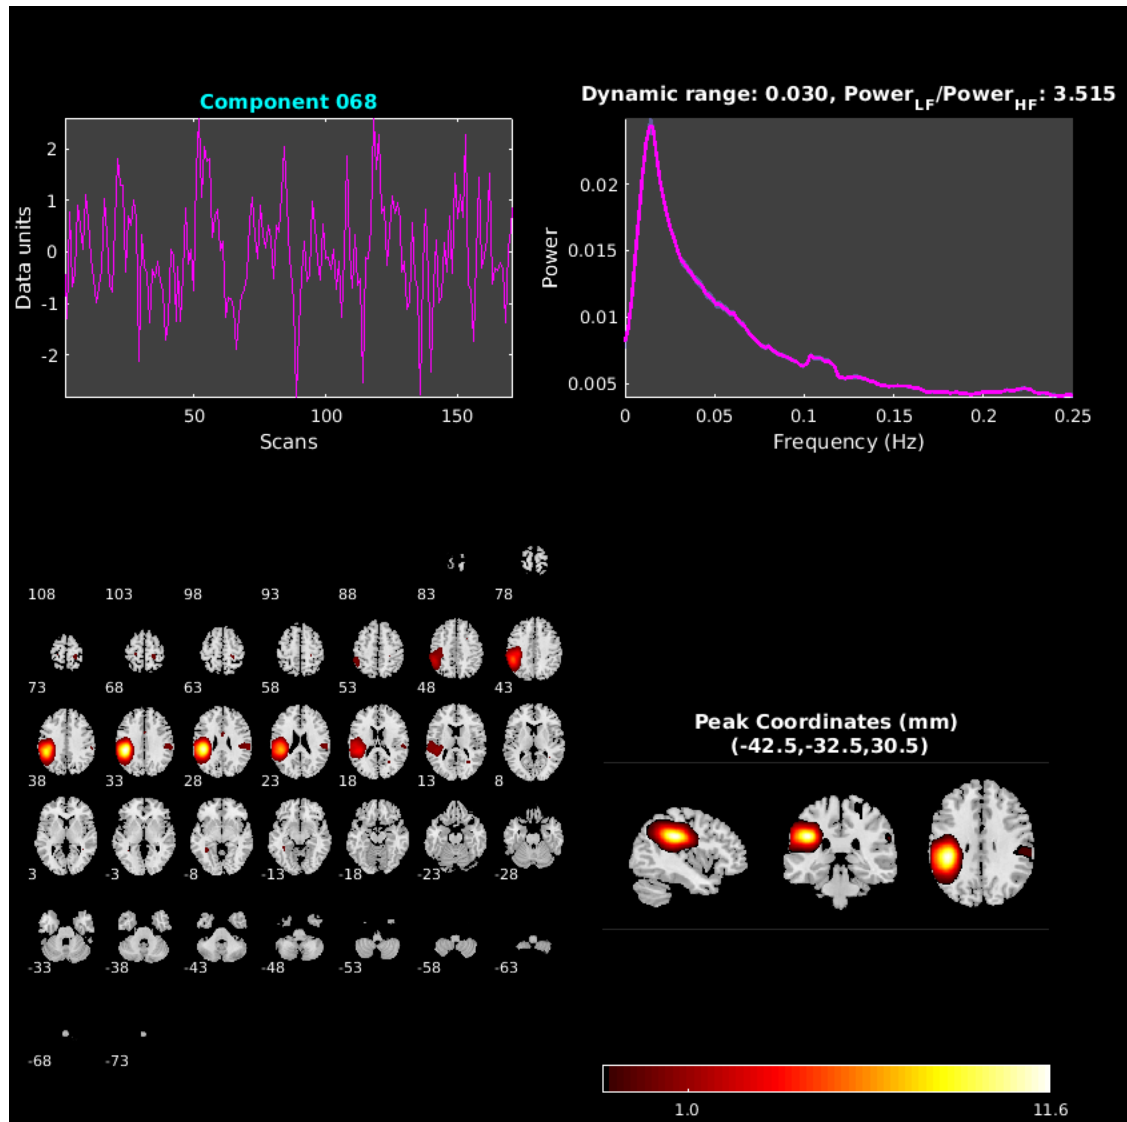 Component 068
2
1
0
-1
-2
Data units
50 100 150
Scans
Dynamic range: 0.030, Power_LF/Power_HF: 3.515
0.02
0.015
0.01
0.005
Power
0 0.05 0.1 0.15 0.2 0.25
Frequency (Hz)
108 103 98 93 88 83 78
73 68 63 58 53 48 43
38 33 28 23 18 13 8
3 -3 -8 -13 -18 -23 -28
-33 -38 -43 -48 -53 -58 -63
-68 -73
Peak Coordinates (mm)
(-42.5,-32.5,30.5)
1.0 11.6